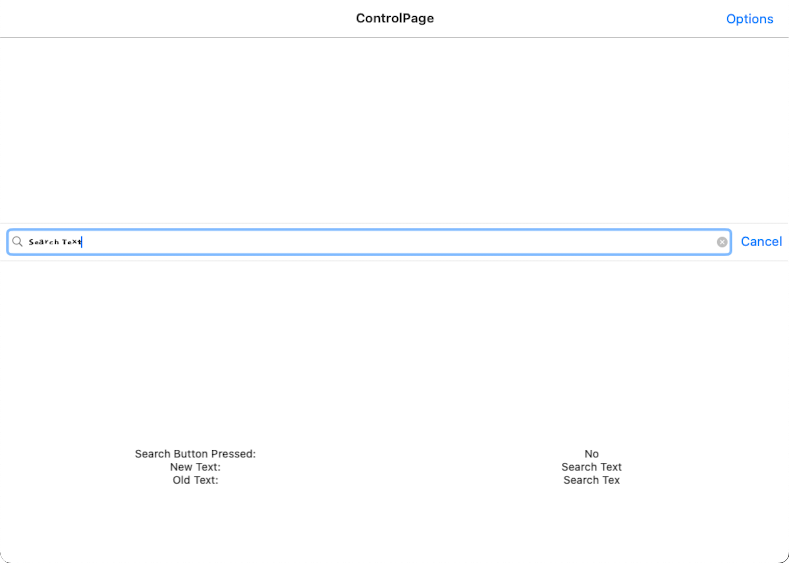 ControlPage Options
Search Text Cancel
Search Button Pressed: No
New Text: Search Text
Old Text: Search Tex